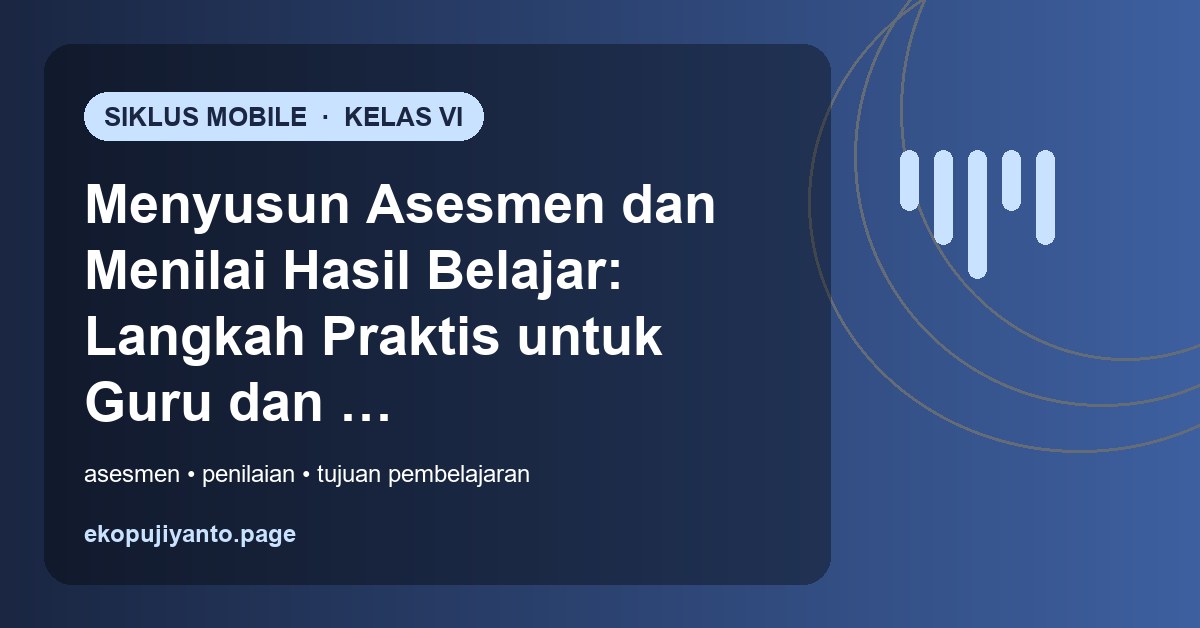 SIKLUS MOBILE · KELAS VI
Menyusun Asesmen dan
Menilai Hasil Belajar:
Langkah Praktis untuk
Guru dan …
asesmen • penilaian • tujuan pembelajaran
ekopujiyanto.page